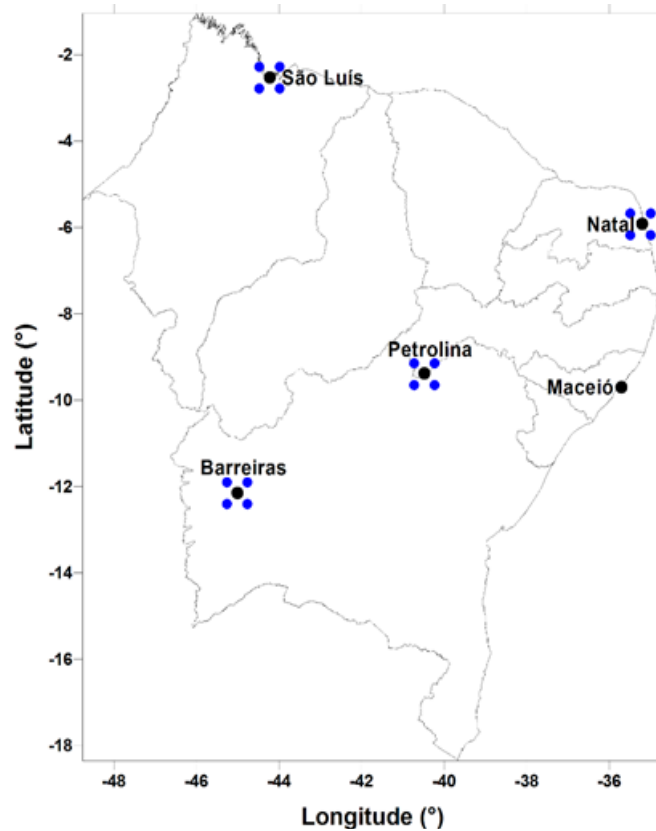 -2
São Luís
-4
-6
Natal
-8
Petrolina
Maceió
-10
Barreiras
-12
-14
-16
-18
Latitude (°)
-48
-46
-44
-42
-40
-38
-36
Longitude (°)